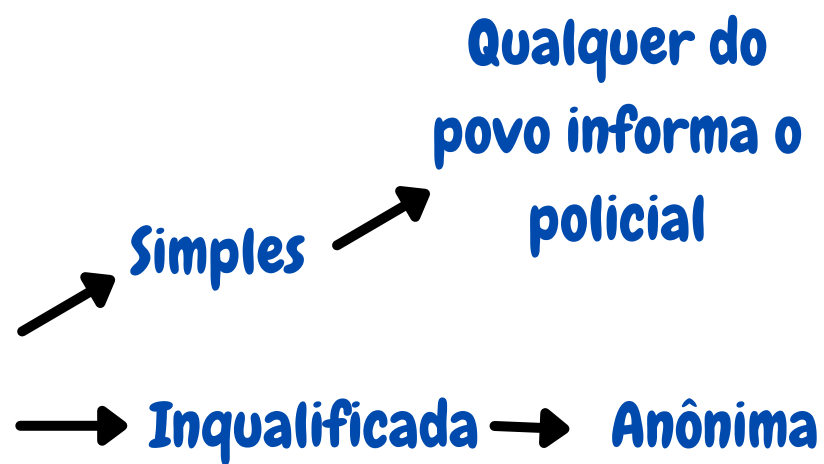 Qualquer do
povo informa o
policial
Simples
Inqualificada
Anônima